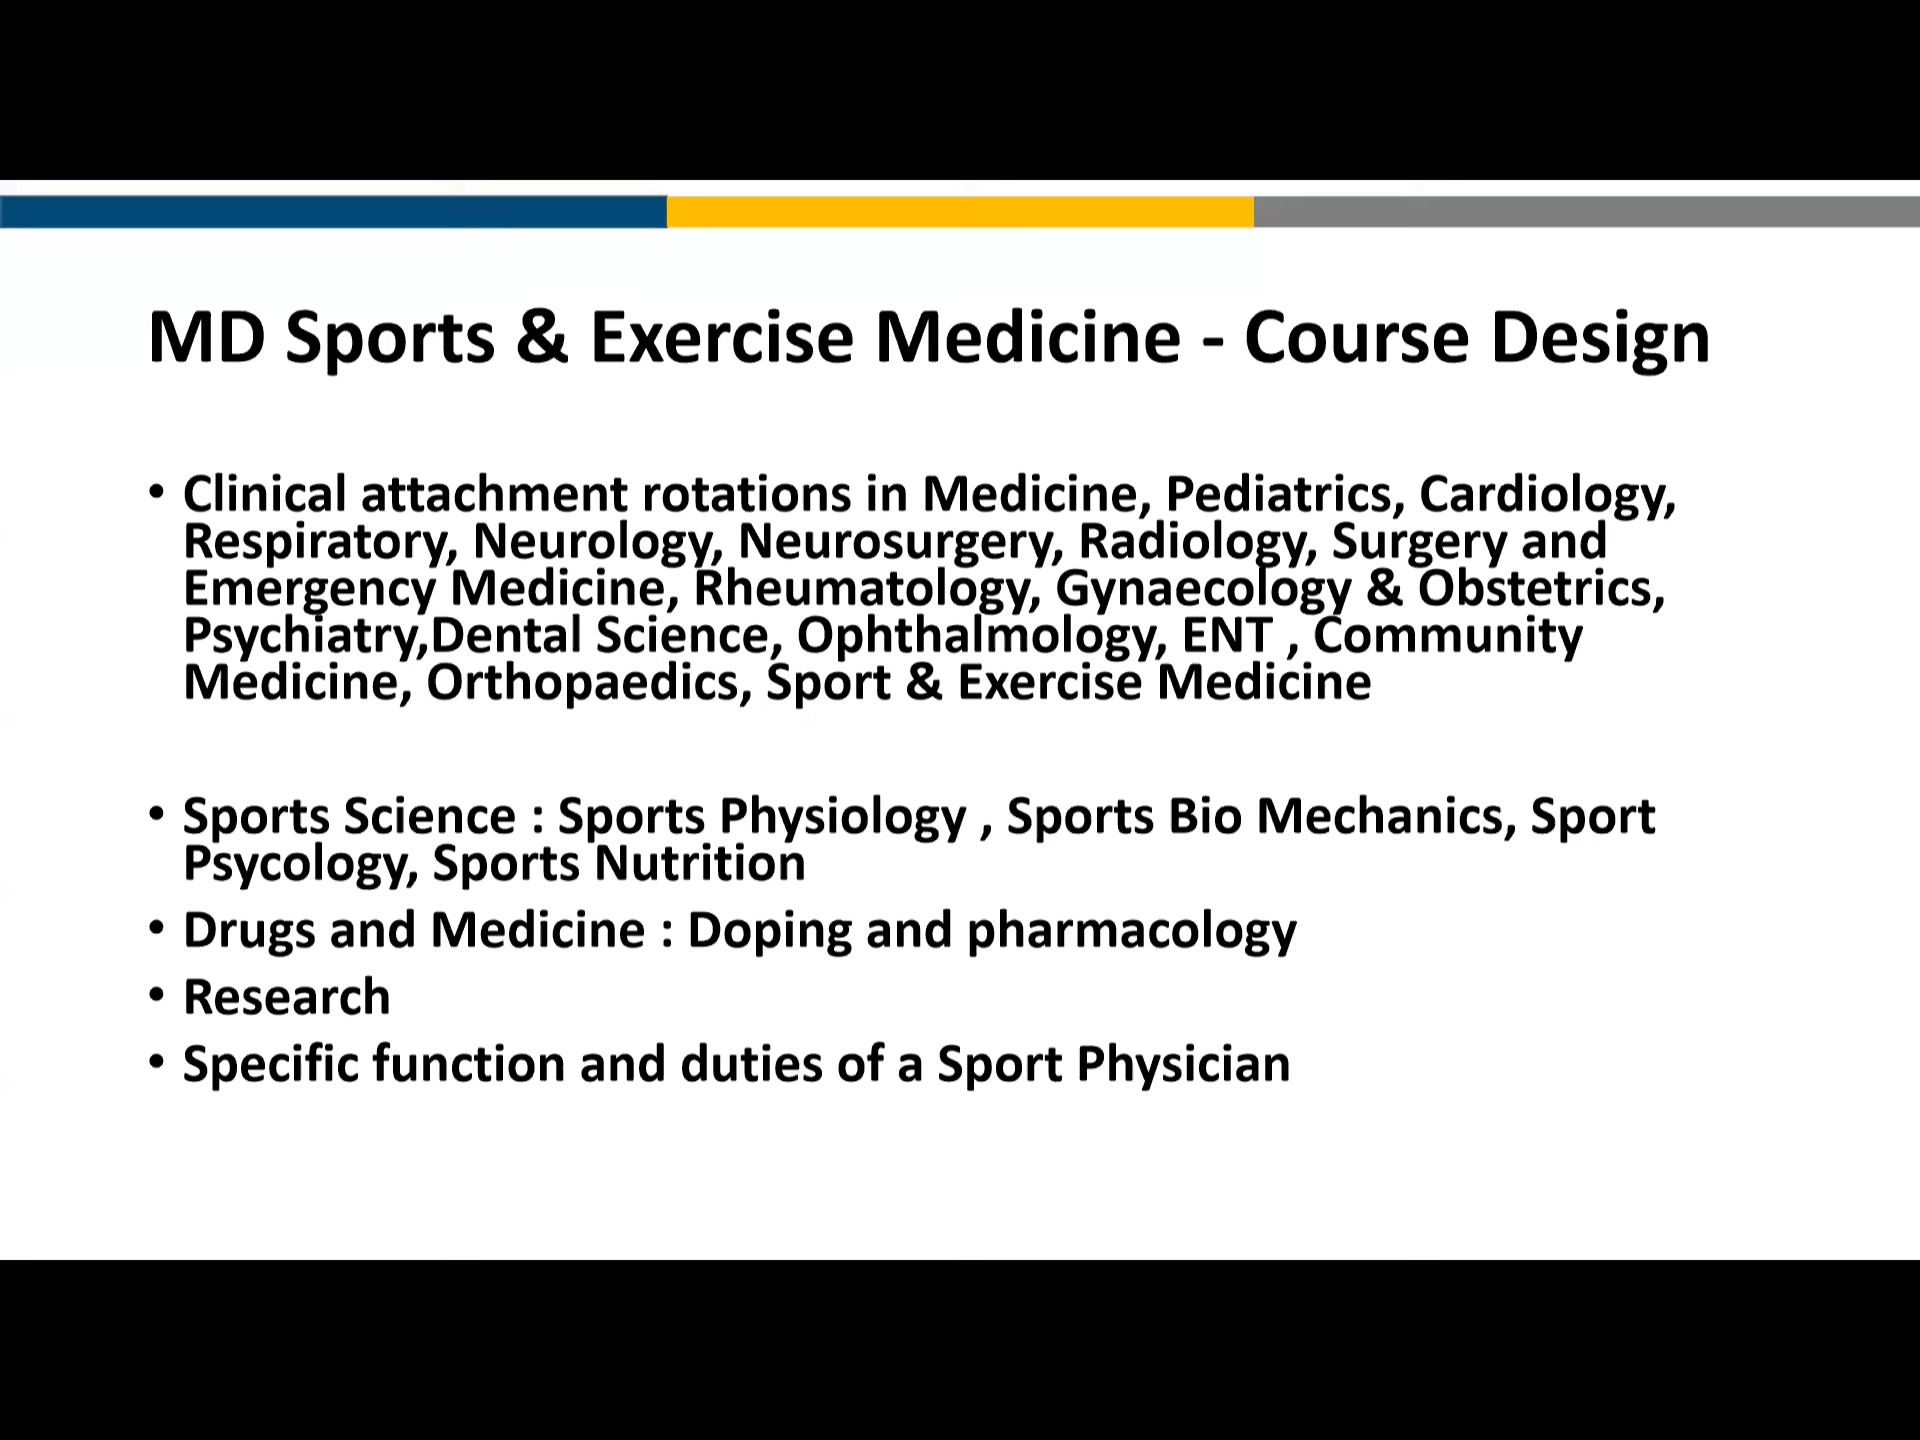 MD Sports & Exercise Medicine - Course Design
• Clinical attachment rotations in Medicine, Pediatrics, Cardiology,
Respiratory, Neurology, Neurosurgery, Radiology, Surgery and
Emergency Medicine, Rheumatology, Gynaecology & Obstetrics,
Psychiatry,Dental Science, Ophthalmology, ENT , Community
Medicine, Orthopaedics, Sport & Exercise Medicine
• Sports Science : Sports Physiology , Sports Bio Mechanics, Sport
Psycology, Sports Nutrition
• Drugs and Medicine : Doping and pharmacology
• Research
• Specific function and duties of a Sport Physician